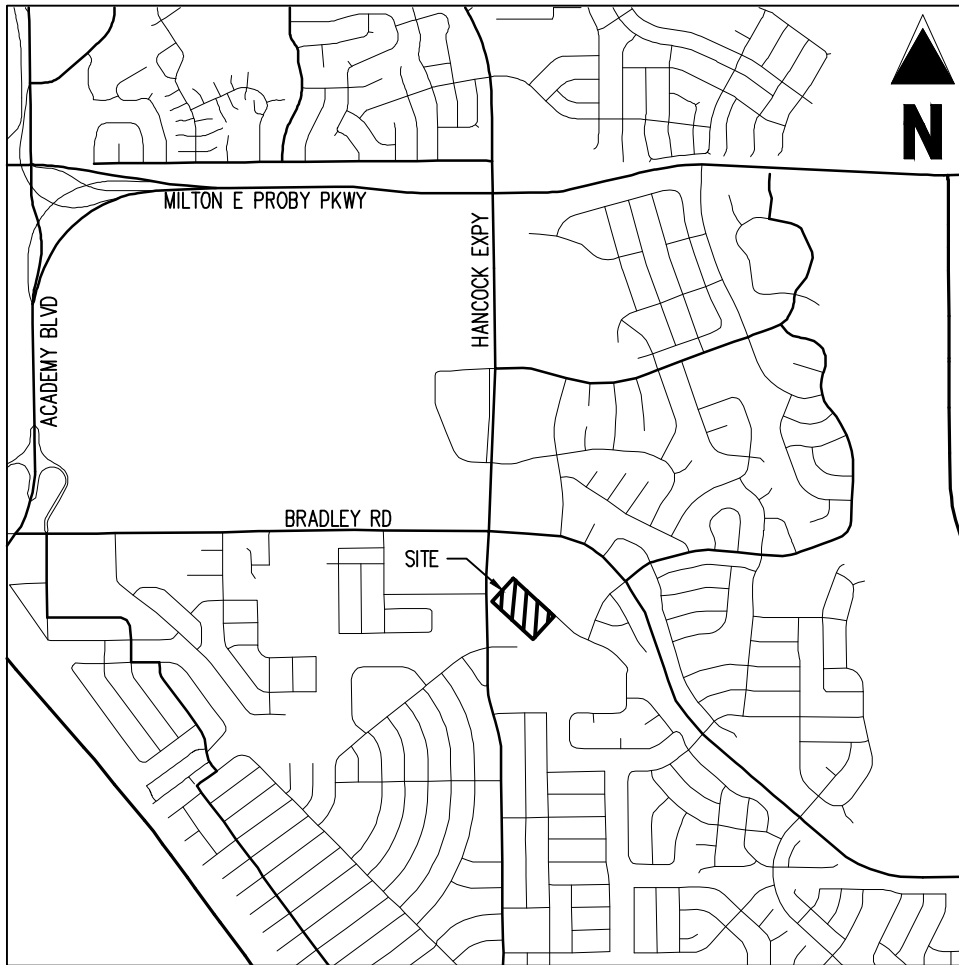 N
MILTON E PROBY PKWY
HANCOCK EXPY
ACADEMY BLVD
BRADLEY RD
SITE